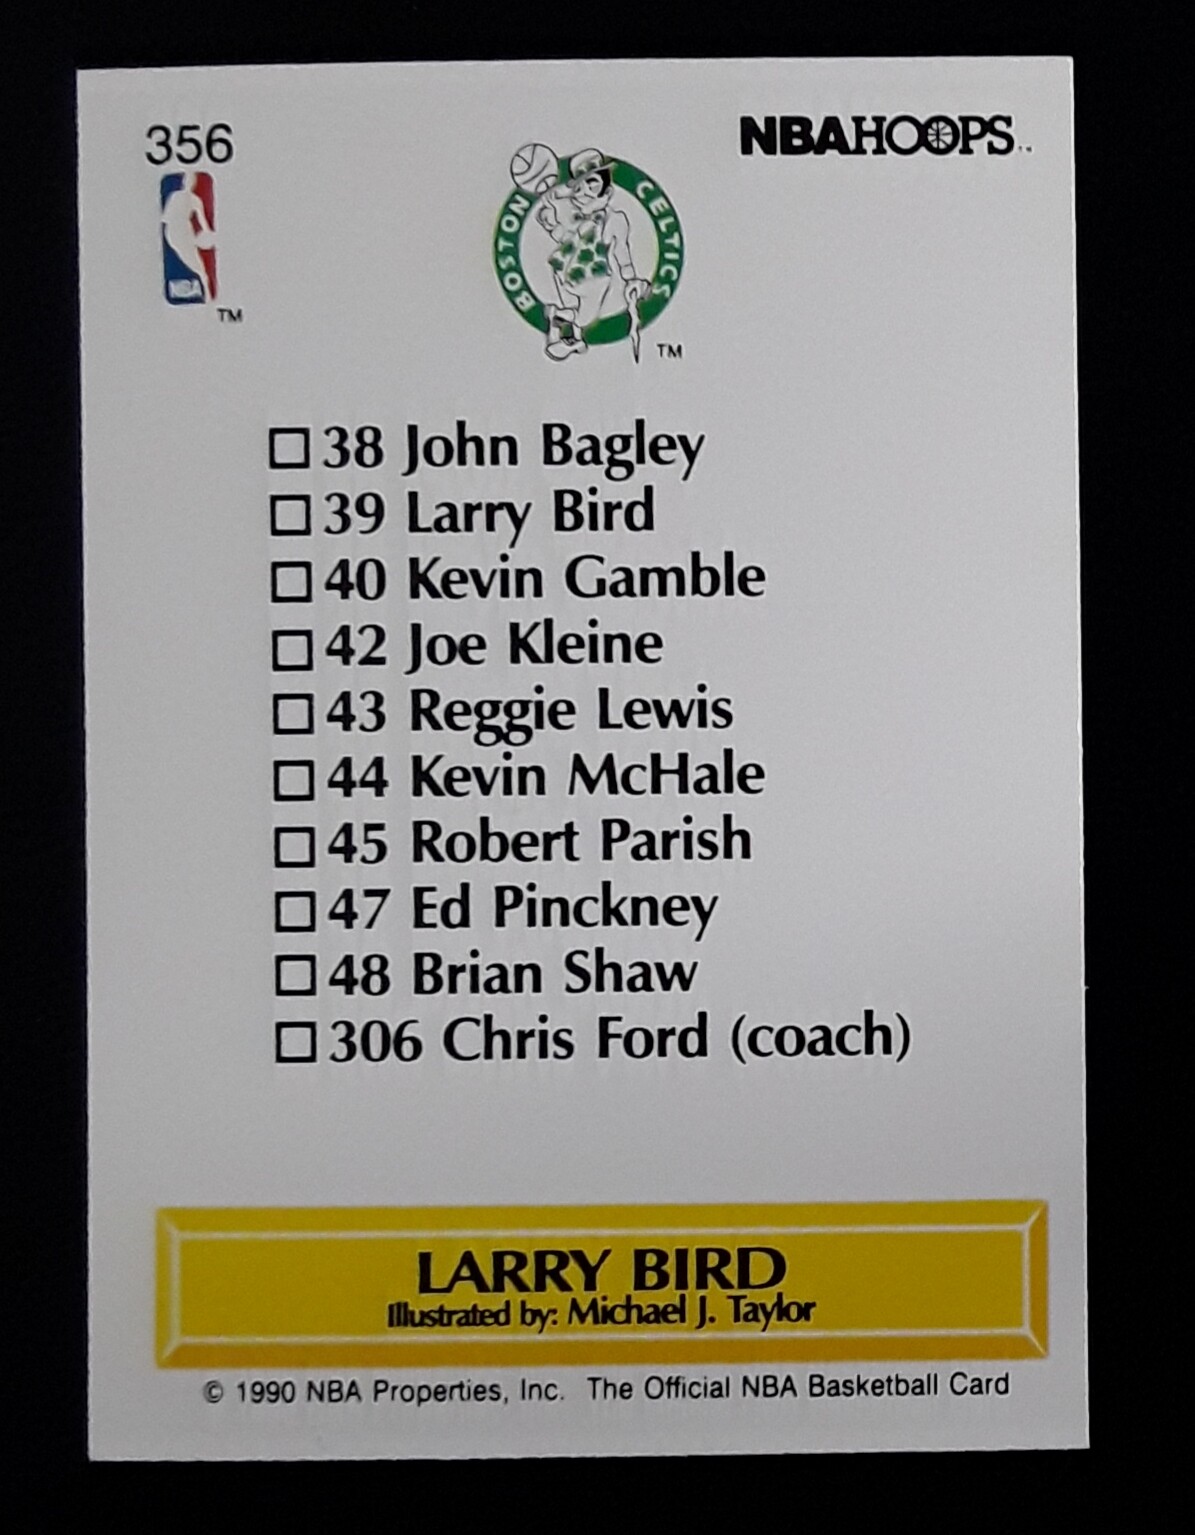 356
NBAHOOPS
NBA
TM
BOSTON CELTICS
TM
38 John Bagley
39 Larry Bird
40 Kevin Gamble
42 Joe Kleine
43 Reggie Lewis
44 Kevin McHale
45 Robert Parish
47 Ed Pinckney
48 Brian Shaw
306 Chris Ford (coach)
LARRY BIRD
Illustrated by: Michael J. Taylor
© 1990 NBA Properties, Inc. The Official NBA Basketball Card